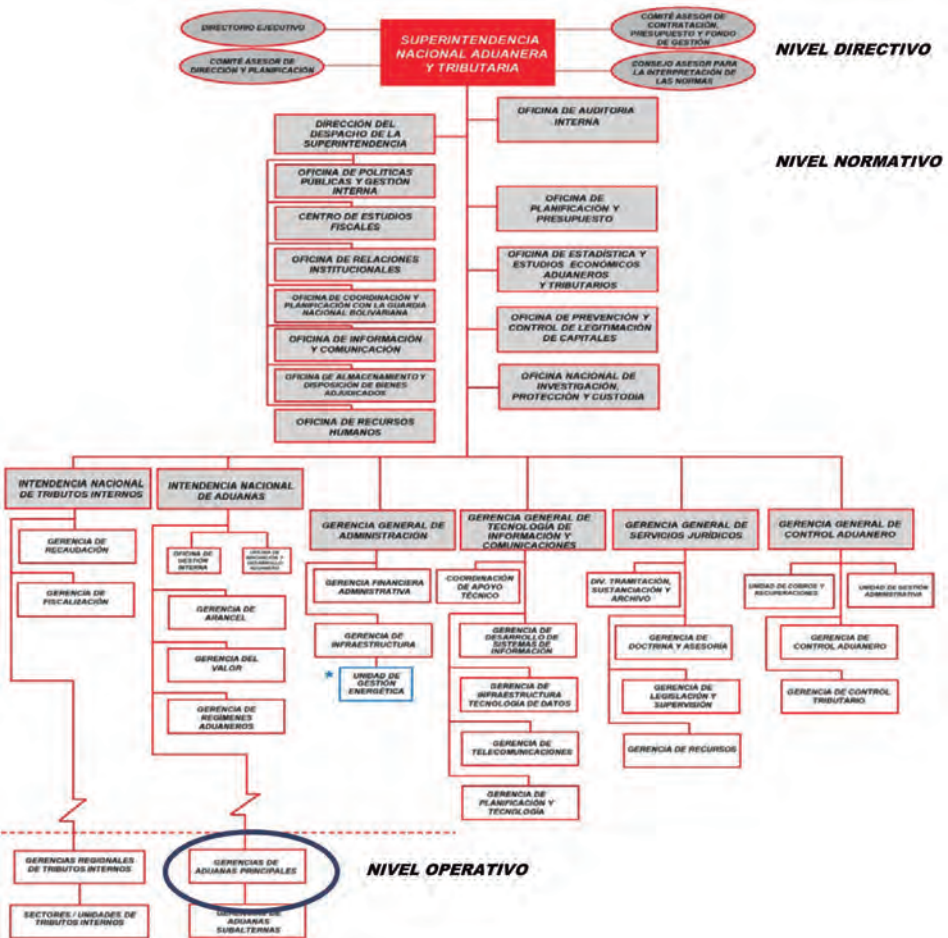 DIRECTORIO EJECUTIVO
COMITÉ ASESOR DE
DIRECCIÓN Y PLANIFICACIÓN
SUPERINTENDENCIA
NACIONAL ADUANERA
Y TRIBUTARIA
COMITÉ ASESOR DE
CONTRATACIÓN,
PRESUPUESTO Y FONDO
DE GESTIÓN
CONSEJO ASESOR PARA
LA INTERPRETACIÓN DE
LAS NORMAS
NIVEL DIRECTIVO
OFICINA DE AUDITORIA
INTERNA
DIRECCIÓN DEL
DESPACHO DE LA
SUPERINTENDENCIA
NIVEL NORMATIVO
OFICINA DE POLÍTICAS
PÚBLICAS Y GESTIÓN
INTERNA
CENTRO DE ESTUDIOS
FISCALES
OFICINA DE RELACIONES
INSTITUCIONALES
OFICINA DE COORDINACIÓN Y
PLANIFICACIÓN CON LA GUARDIA
NACIONAL BOLIVARIANA
OFICINA DE INFORMACIÓN
Y COMUNICACIÓN
OFICINA DE ALMACENAMIENTO Y
DISPOSICIÓN DE BIENES
ADJUDICADOS
OFICINA DE RECURSOS
HUMANOS
OFICINA DE
PLANIFICACIÓN Y
PRESUPUESTO
OFICINA DE ESTADÍSTICA Y
ESTUDIOS ECONÓMICOS
ADUANEROS
Y TRIBUTARIOS
OFICINA DE PREVENCIÓN Y
CONTROL DE LEGITIMACIÓN
DE CAPITALES
OFICINA NACIONAL DE
INVESTIGACIÓN,
PROTECCIÓN Y CUSTODIA
INTENDENCIA NACIONAL
DE TRIBUTOS INTERNOS
GERENCIA DE
RECAUDACIÓN
GERENCIA DE
FISCALIZACIÓN
INTENDENCIA NACIONAL
DE ADUANAS
OFICINA DE
GESTIÓN
INTERNA
OFICINA DE
DESARROLLO
GERENCIA DE
ARANCEL
GERENCIA DEL
VALOR
GERENCIA DE
REGÍMENES
ADUANEROS
GERENCIA GENERAL DE
ADMINISTRACIÓN
GERENCIA FINANCIERA
ADMINISTRATIVA
GERENCIA DE
INFRAESTRUCTURA
* UNIDAD DE
GESTIÓN
ENERGÉTICA
GERENCIA GENERAL DE
TECNOLOGÍA DE
INFORMACIÓN Y
COMUNICACIONES
COORDINACIÓN
DE APOYO
TÉCNICO
GERENCIA DE
DESARROLLO DE
SISTEMAS DE
INFORMACIÓN
GERENCIA DE
INFRAESTRUCTURA
TECNOLOGÍA DE DATOS
GERENCIA DE
TELECOMUNICACIONES
GERENCIA DE
PLANIFICACIÓN Y
TECNOLOGÍA
GERENCIA GENERAL DE
SERVICIOS JURÍDICOS
DIV. TRAMITACIÓN,
SUSTANCIACIÓN Y
ARCHIVO
GERENCIA DE
DOCTRINA Y ASESORÍA
GERENCIA DE
LEGISLACIÓN Y
SUPERVISIÓN
GERENCIA DE RECURSOS
GERENCIA GENERAL DE
CONTROL ADUANERO
UNIDAD DE COBROS Y
RECUPERACIONES
UNIDAD DE GESTIÓN
ADMINISTRATIVA
GERENCIA DE
CONTROL ADUANERO
GERENCIA DE CONTROL
TRIBUTARIO
GERENCIAS REGIONALES
DE TRIBUTOS INTERNOS
SECTORES / UNIDADES DE
TRIBUTOS INTERNOS
GERENCIAS DE
ADUANAS PRINCIPALES
GERENCIAS DE
ADUANAS
SUBALTERNAS
NIVEL OPERATIVO